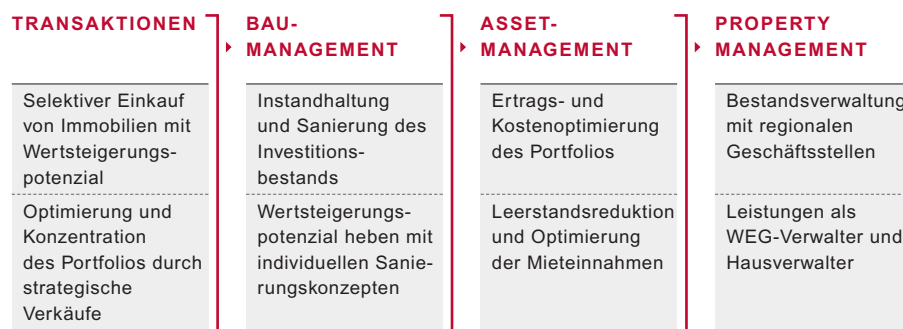 TRANSAKTIONEN
Selektiver Einkauf
von Immobilien mit
Wertsteigerungs-
potenzial
Optimierung und
Konzentration
des Portfolios durch
strategische
Verkäufe
BAU-
MANAGEMENT
Instandhaltung
und Sanierung des
Investitions-
bestands
Wertsteigerungs-
potenzial heben mit
individuellen Sanie-
rungskonzepten
ASSET-
MANAGEMENT
Ertrags- und
Kostenoptimierung
des Portfolios
Leerstandsreduktion
und Optimierung
der Mieteinnahmen
PROPERTY
MANAGEMENT
Bestandsverwaltung
mit regionalen
Geschäftsstellen
Leistungen als
WEG-Verwalter und
Hausverwalter